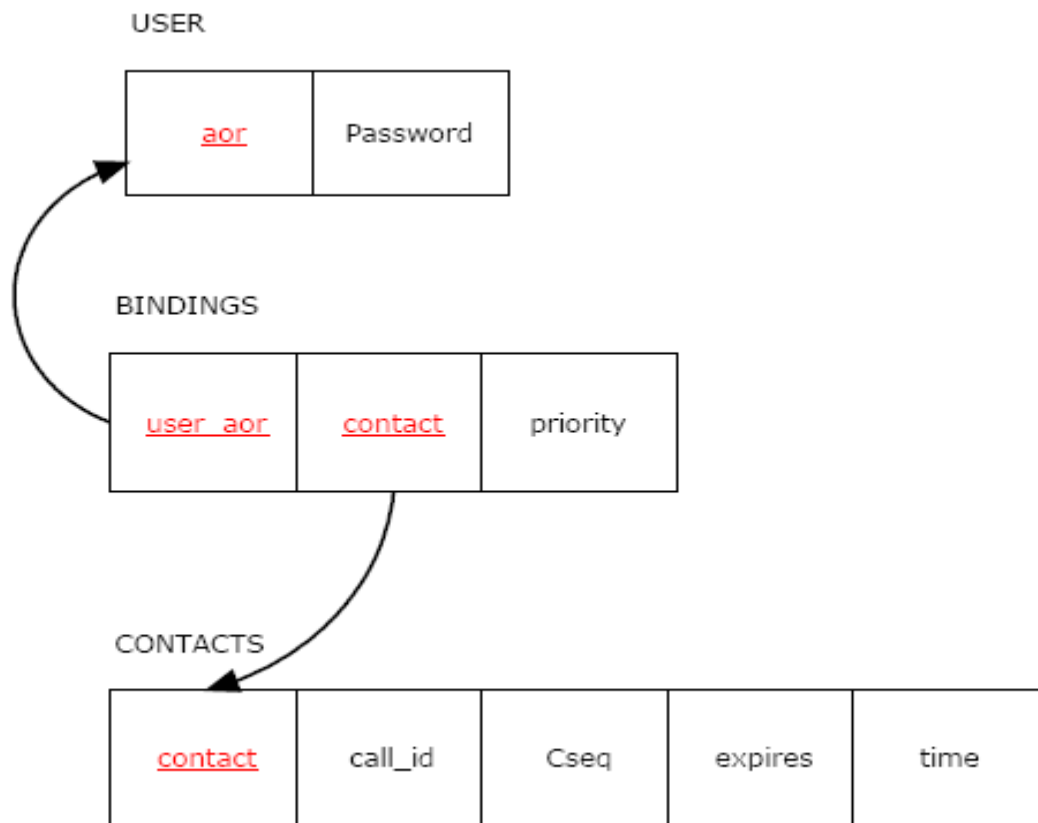 USER
aor Password
BINDINGS
user_aor contact priority
CONTACTS
contact call_id Cseq expires time